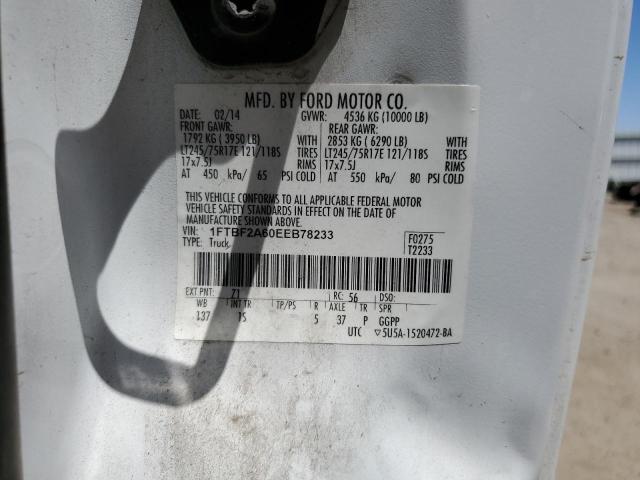 MFD. BY FORD MOTOR CO.
DATE: 02/14 GVWR: 4536 KG (10000 LB)
FRONT GAWR: REAR GAWR:
1792 KG ( 3950 LB) WITH 2853 KG ( 6290 LB) WITH
LT245/75R17E 121/118S TIRES LT245/75R17E 121/118S TIRES
17x7.5J RIMS 17x7.5J RIMS
AT 450 kPa/ 65 PSI COLD AT 550 kPa/ 80 PSI COLD
THIS VEHICLE CONFORMS TO ALL APPLICABLE FEDERAL MOTOR
VEHICLE SAFETY STANDARDS IN EFFECT ON THE DATE OF
MANUFACTURE SHOWN ABOVE.
VIN: 1FTBF2A60EEB78233 F0275
TYPE: Truck T2233
EXT PNT: Z1 RC: 56 DSO:
WB INT TR TP/PS R AXLE TR SPR
137 1S 5 37 P GGPP
UTC ▽5U5A-1520472-BA